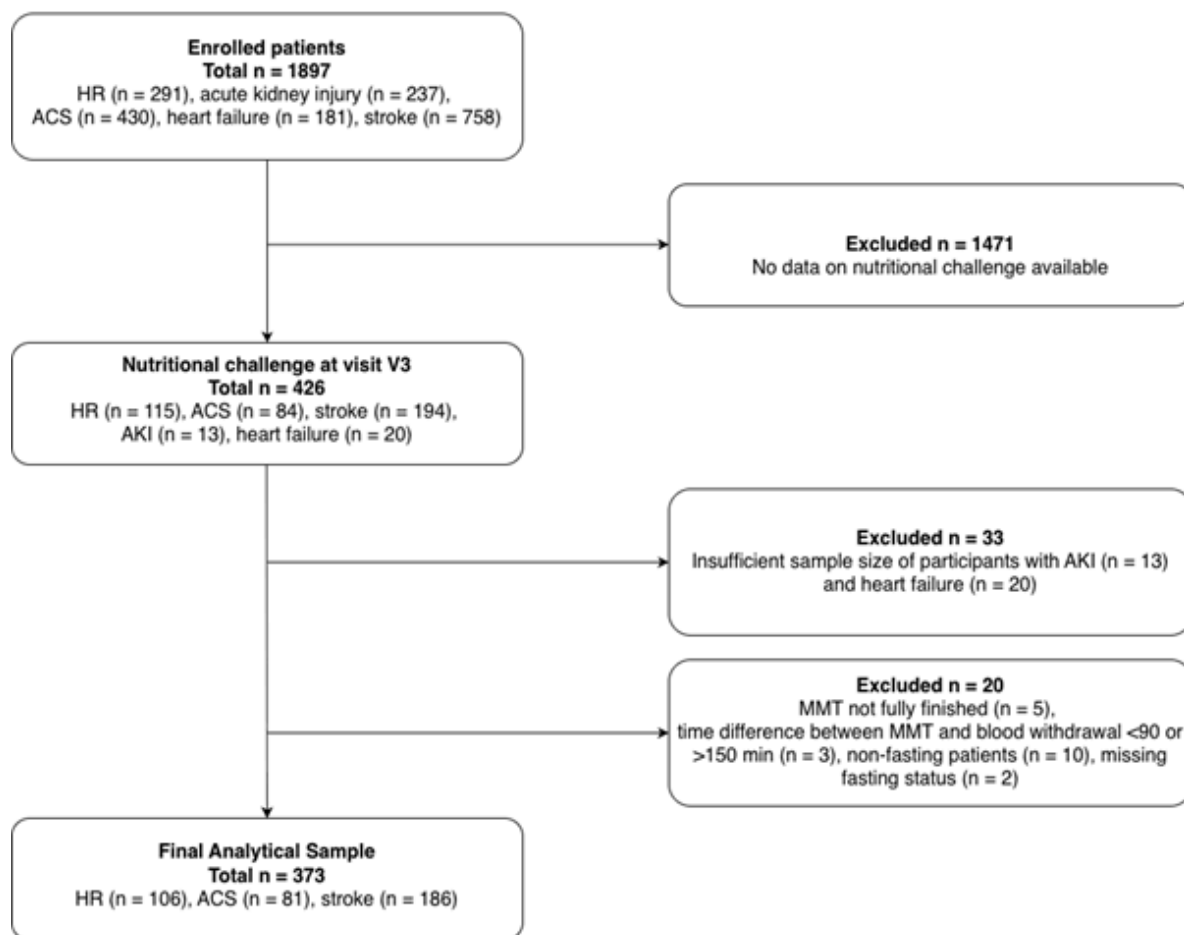 Enrolled patients
Total n = 1897
HR (n = 291), acute kidney injury (n = 237),
ACS (n = 430), heart failure (n = 181), stroke (n = 758)
Excluded n = 1471
No data on nutritional challenge available
Nutritional challenge at visit V3
Total n = 426
HR (n = 115), ACS (n = 84), stroke (n = 194),
AKI (n = 13), heart failure (n = 20)
Excluded n = 33
Insufficient sample size of participants with AKI (n = 13)
and heart failure (n = 20)
Excluded n = 20
MMT not fully finished (n = 5),
time difference between MMT and blood withdrawal <90 or
>150 min (n = 3), non-fasting patients (n = 10), missing
fasting status (n = 2)
Final Analytical Sample
Total n = 373
HR (n = 106), ACS (n = 81), stroke (n = 186)